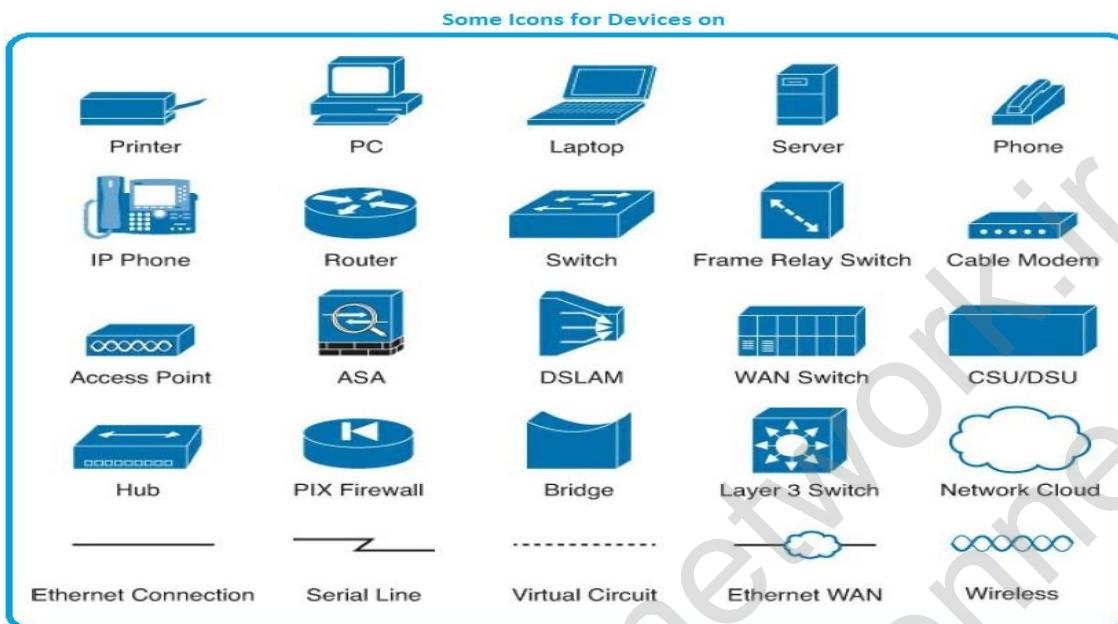 Some Icons for Devices on
Printer PC Laptop Server Phone
IP Phone Router Switch Frame Relay Switch Cable Modem
Access Point ASA DSLAM WAN Switch CSU/DSU
Hub PIX Firewall Bridge Layer 3 Switch Network Cloud
Ethernet Connection Serial Line Virtual Circuit Ethernet WAN Wireless